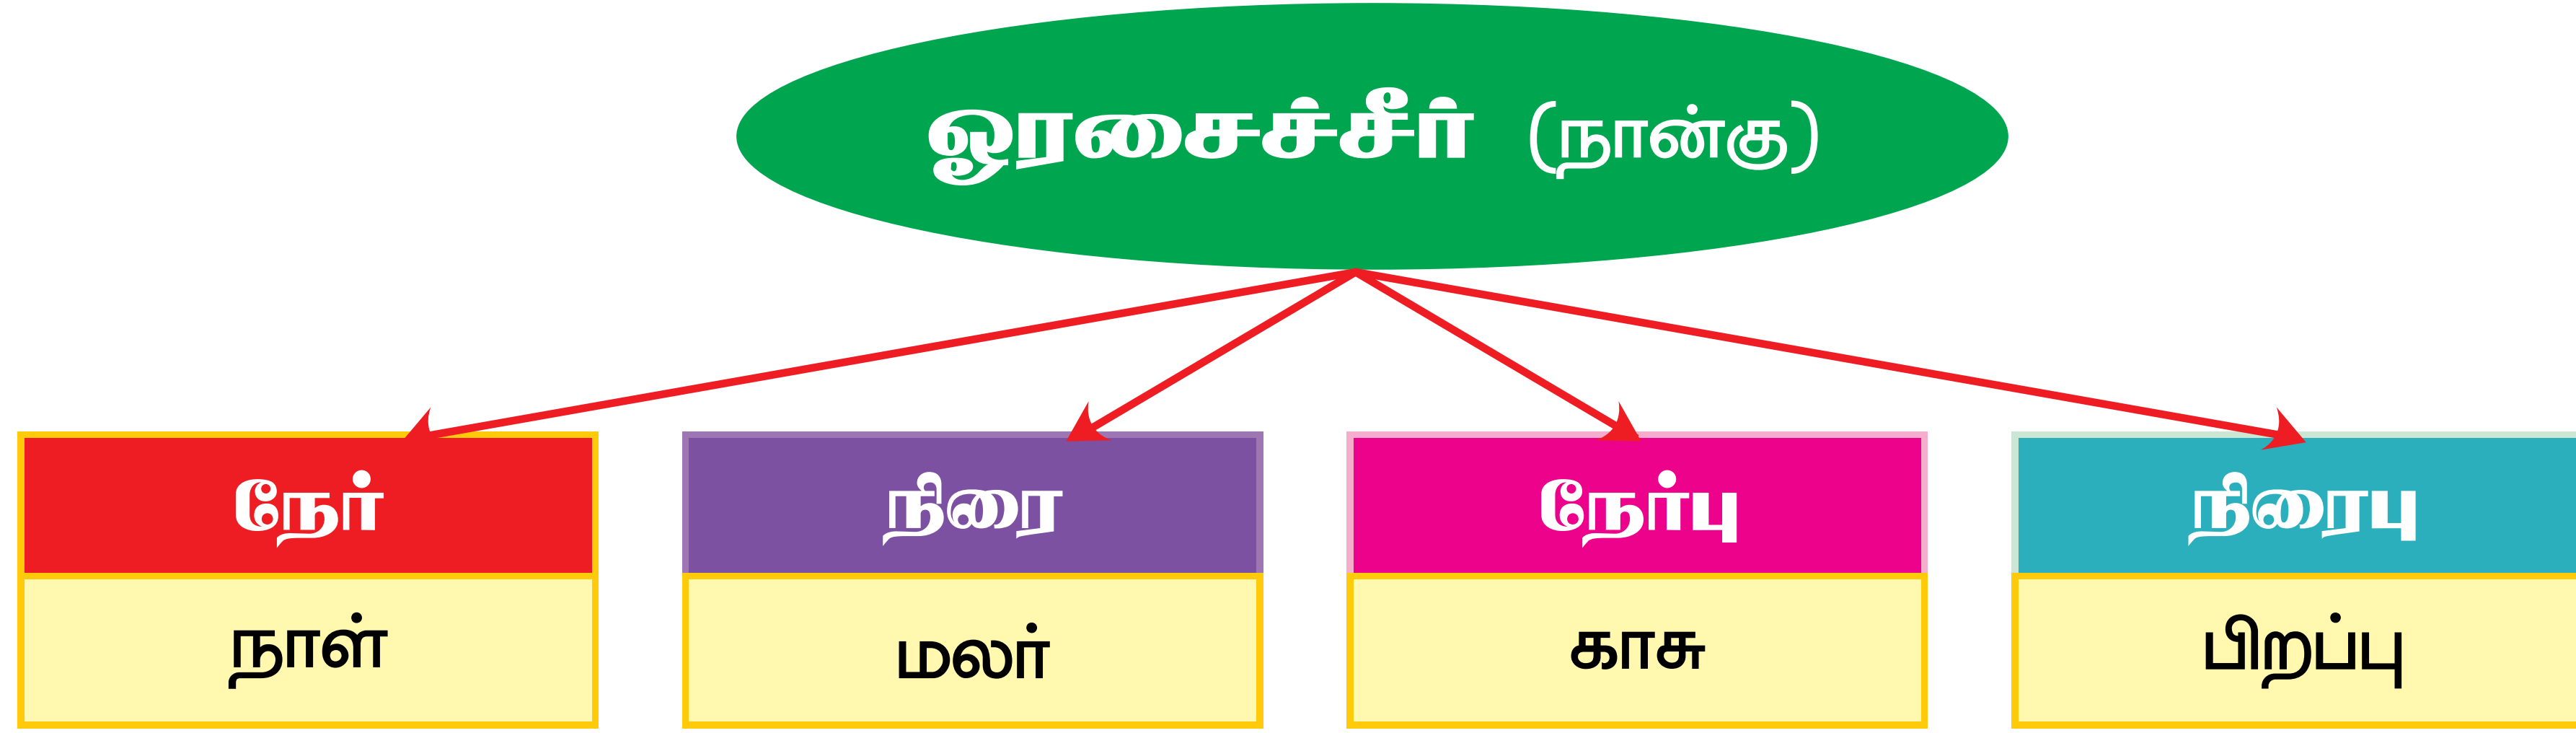 ஓரசைச்சீர் (நான்கு)
நேர்
நிரை
நேர்பு
நிரைபு
நாள்
மலர்
காசு
பிறப்பு